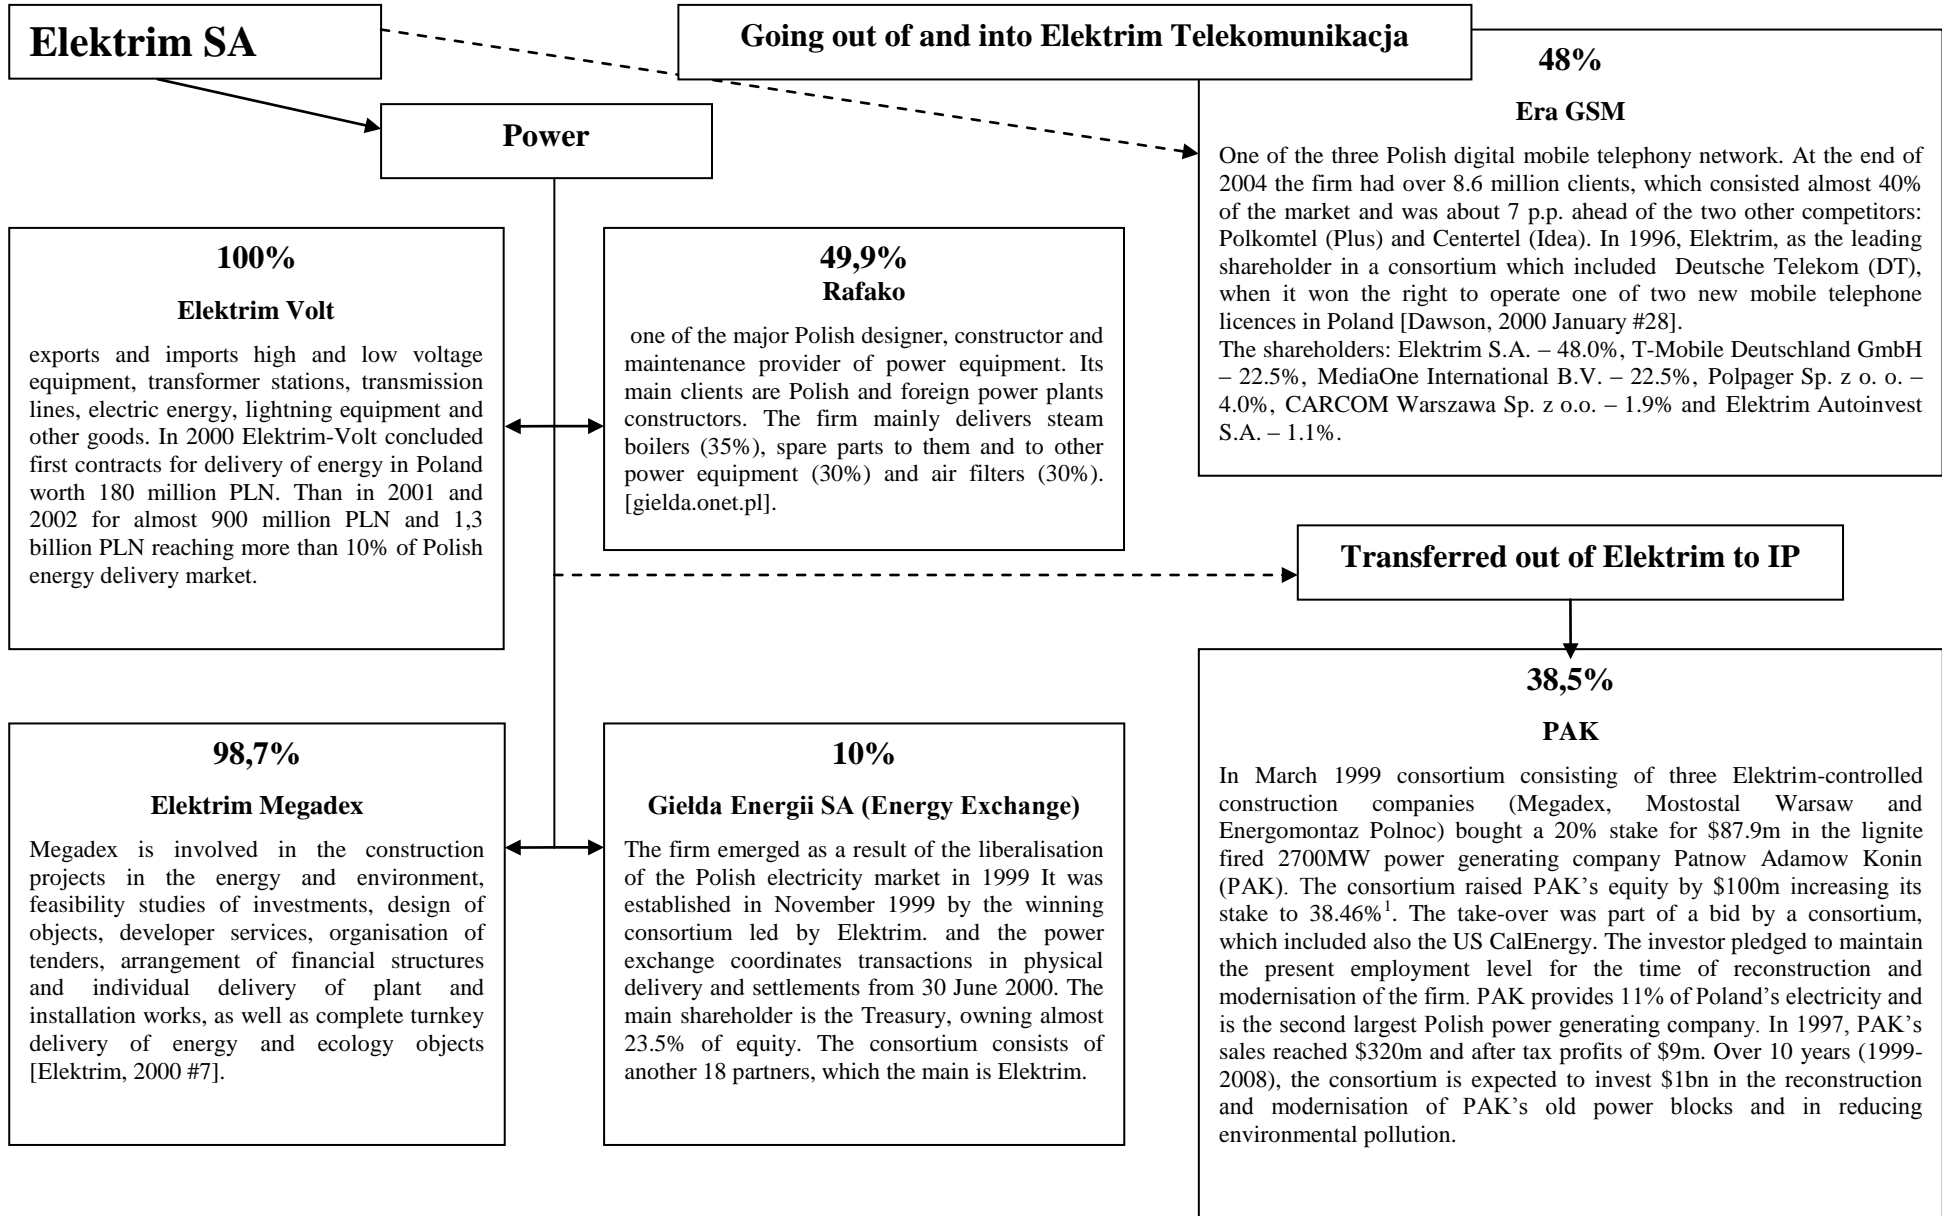 Elektrim SA
Going out of and into Elektrim Telekomunikacja
Power
48%
Era GSM
One of the three Polish digital mobile telephony network. At the end of
2004 the firm had over 8.6 million clients, which consisted almost 40%
of the market and was about 7 p.p. ahead of the two other competitors:
Polkomtel (Plus) and Centertel (Idea). In 1996, Elektrim, as the leading
shareholder in a consortium which included Deutsche Telekom (DT),
when it won the right to operate one of two new mobile telephone
licences in Poland [Dawson, 2000 January #28].
The shareholders: Elektrim S.A. – 48.0%, T-Mobile Deutschland GmbH
– 22.5%, MediaOne International B.V. – 22.5%, Polpager Sp. z o. o. –
4.0%, CARCOM Warszawa Sp. z o.o. – 1.9% and Elektrim Autoinvest
S.A. – 1.1%.
100%
Elektrim Volt
exports and imports high and low voltage
equipment, transformer stations, transmission
lines, electric energy, lightning equipment and
other goods. In 2000 Elektrim-Volt concluded
first contracts for delivery of energy in Poland
worth 180 million PLN. Than in 2001 and
2002 for almost 900 million PLN and 1,3
billion PLN reaching more than 10% of Polish
energy delivery market.
49,9%
Rafako
one of the major Polish designer, constructor and
maintenance provider of power equipment. Its
main clients are Polish and foreign power plants
constructors. The firm mainly delivers steam
boilers (35%), spare parts to them and to other
power equipment (30%) and air filters (30%).
[gielda.onet.pl].
Transferred out of Elektrim to IP
98,7%
Elektrim Megadex
Megadex is involved in the construction
projects in the energy and environment,
feasibility studies of investments, design of
objects, developer services, organisation of
tenders, arrangement of financial structures
and individual delivery of plant and
installation works, as well as complete turnkey
delivery of energy and ecology objects
[Elektrim, 2000 #7].
10%
Giełda Energii SA (Energy Exchange)
The firm emerged as a result of the liberalisation
of the Polish electricity market in 1999 It was
established in November 1999 by the winning
consortium led by Elektrim. and the power
exchange coordinates transactions in physical
delivery and settlements from 30 June 2000. The
main shareholder is the Treasury, owning almost
23.5% of equity. The consortium consists of
another 18 partners, which the main is Elektrim.
38,5%
PAK
In March 1999 consortium consisting of three Elektrim-controlled
construction companies (Megadex, Mostostal Warsaw and
Energomontaz Polnoc) bought a 20% stake for $87.9m in the lignite
fired 2700MW power generating company Patnow Adamow Konin
(PAK). The consortium raised PAK’s equity by $100m increasing its
stake to 38.46%¹. The take-over was part of a bid by a consortium,
which included also the US CalEnergy. The investor pledged to maintain
the present employment level for the time of reconstruction and
modernisation of the firm. PAK provides 11% of Poland’s electricity and
is the second largest Polish power generating company. In 1997, PAK’s
sales reached $320m and after tax profits of $9m. Over 10 years (1999-
2008), the consortium is expected to invest $1bn in the reconstruction
and modernisation of PAK’s old power blocks and in reducing
environmental pollution.